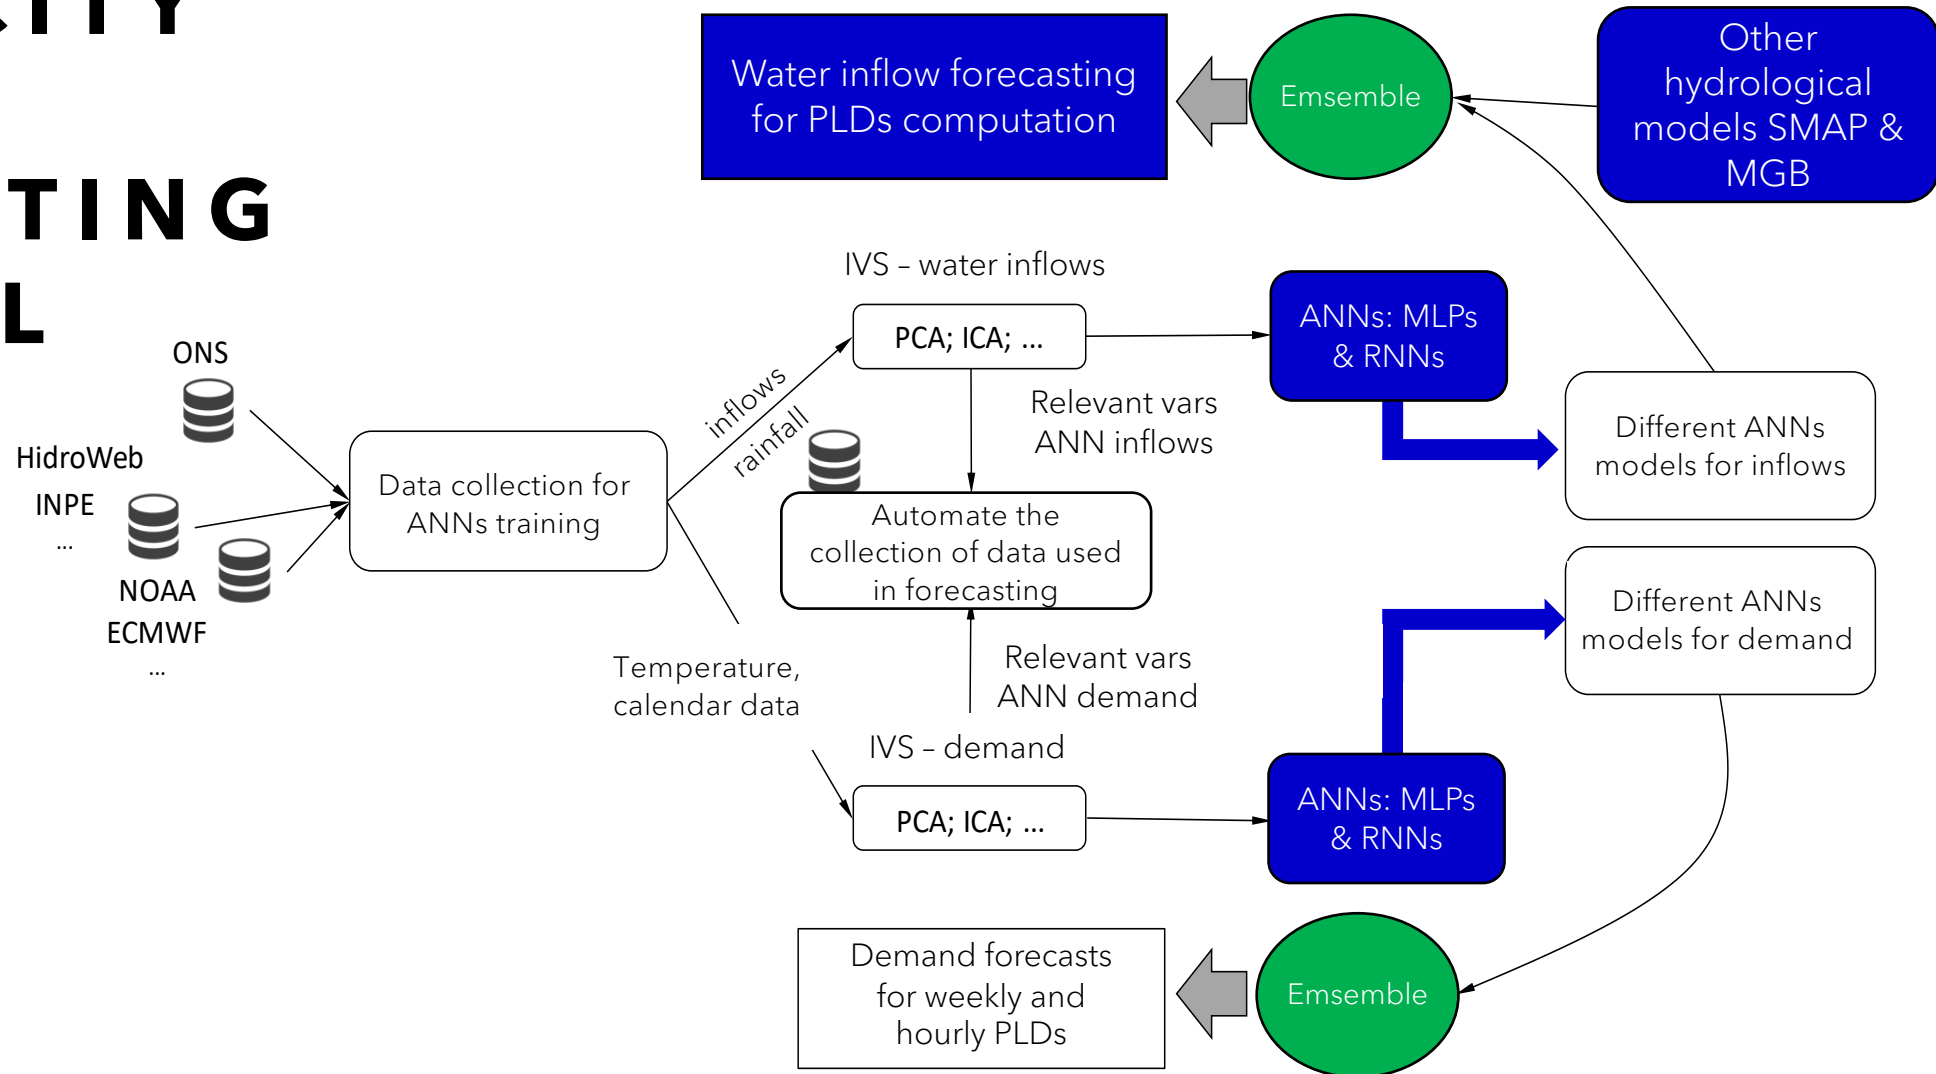 CITY
TING
L
Water inflow forecasting
for PLDs computation
Emsemble
Other
hydrological
models SMAP &
MGB
IVS – water inflows
PCA; ICA; ...
ANNs: MLPs
& RNNs
ONS
HidroWeb
INPE
...
NOAA
ECMWF
...
Data collection for
ANNs training
inflows
rainfall
Relevant vars
ANN inflows
Different ANNs
models for inflows
Automate the
collection of data used
in forecasting
Different ANNs
models for demand
Temperature,
calendar data
Relevant vars
ANN demand
IVS – demand
PCA; ICA; ...
ANNs: MLPs
& RNNs
Demand forecasts
for weekly and
hourly PLDs
Emsemble